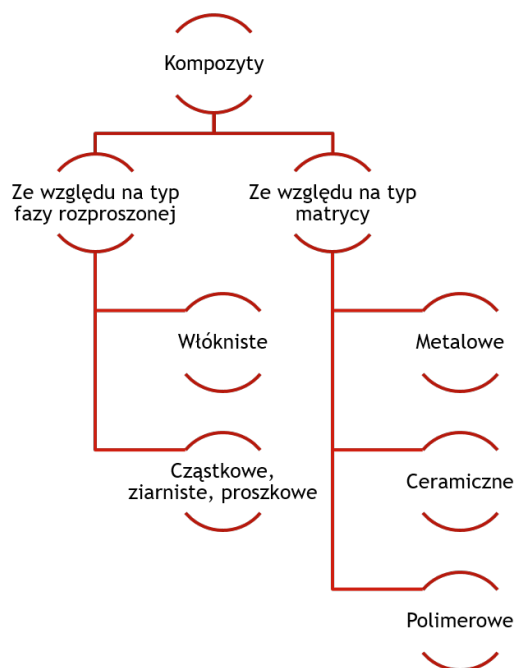 Kompozyty
Ze względu na typ
fazy rozproszonej
Ze względu na typ
matrycy
Włókniste
Cząstkowe,
ziarniste, proszkowe
Metalowe
Ceramiczne
Polimerowe